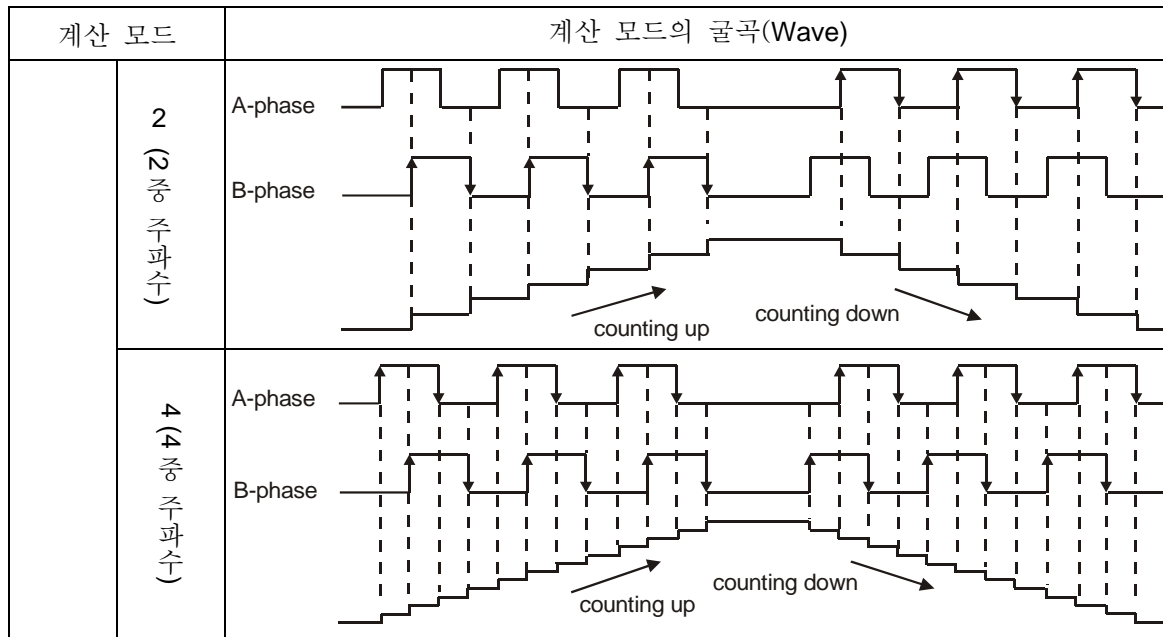 계산 모드
계산 모드의 굴곡(Wave)
2 (2중 주파수)
A-phase
B-phase
counting up
counting down
4 (4중 주파수)
A-phase
B-phase
counting up
counting down